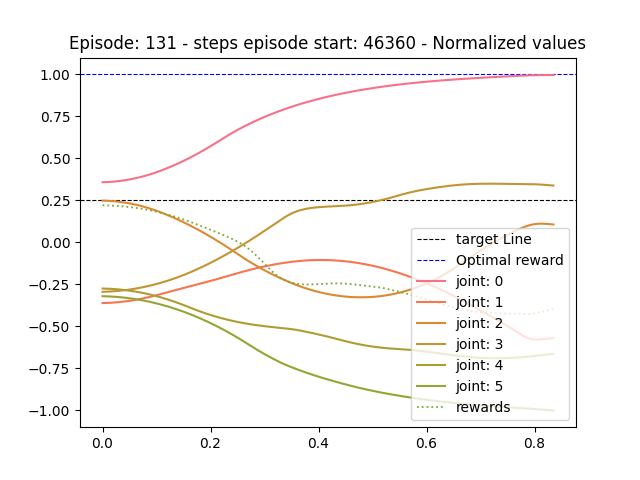 Episode: 131 - steps episode start: 46360 - Normalized values
1.00
0.75
0.50
0.25
0.00
−0.25
−0.50
−0.75
−1.00
target Line
Optimal reward
joint: 0
joint: 1
joint: 2
joint: 3
joint: 4
joint: 5
rewards
0.0 0.2 0.4 0.6 0.8